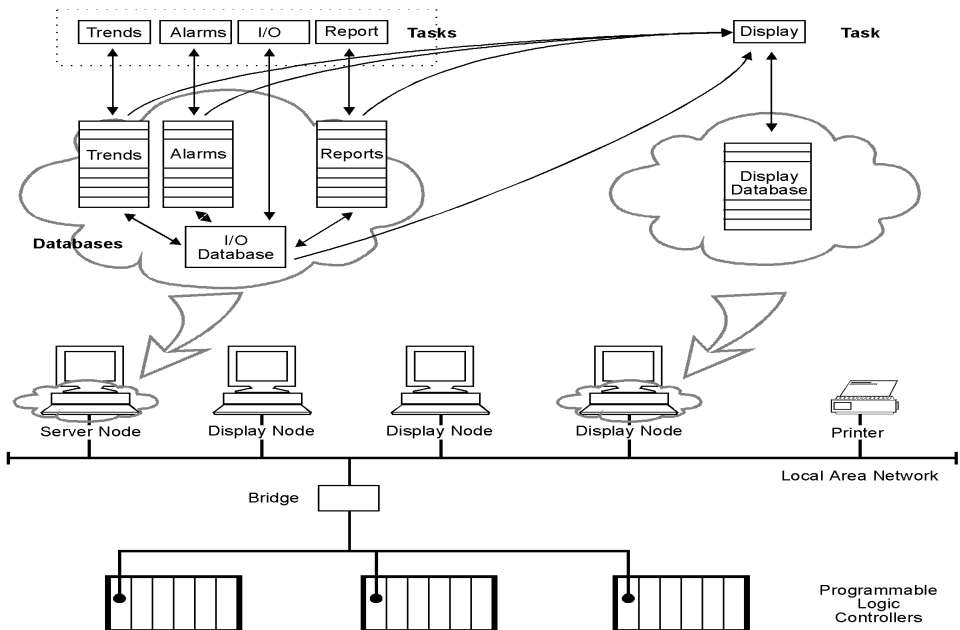 Trends
Alarms
I/O
Report
Tasks
Display
Task
Trends
Alarms
Reports
Display
Database
Databases
I/O
Database
Server Node
Display Node
Display Node
Display Node
Printer
Local Area Network
Bridge
Programmable
Logic
Controllers